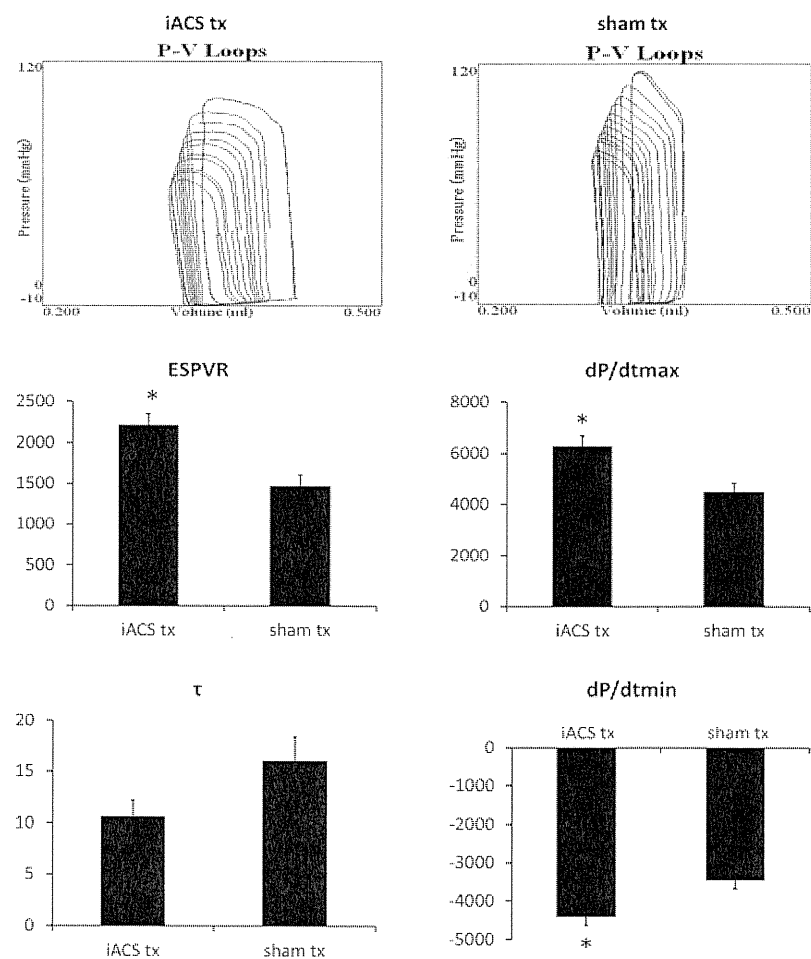 iACS tx
P-V Loops
120
Pressure (mmHg)
0
-10
0.200
Volume (ml)
0.500
sham tx
P-V Loops
120
Pressure (mmHg)
0
-10
0.200
Volume (ml)
0.500
ESPVR
2500
2000
1500
1000
500
0
*
iACS tx
sham tx
dP/dtmax
8000
6000
4000
2000
0
*
iACS tx
sham tx
τ
20
15
10
5
0
iACS tx
sham tx
dP/dtmin
iACS tx
sham tx
0
-1000
-2000
-3000
-4000
-5000
*